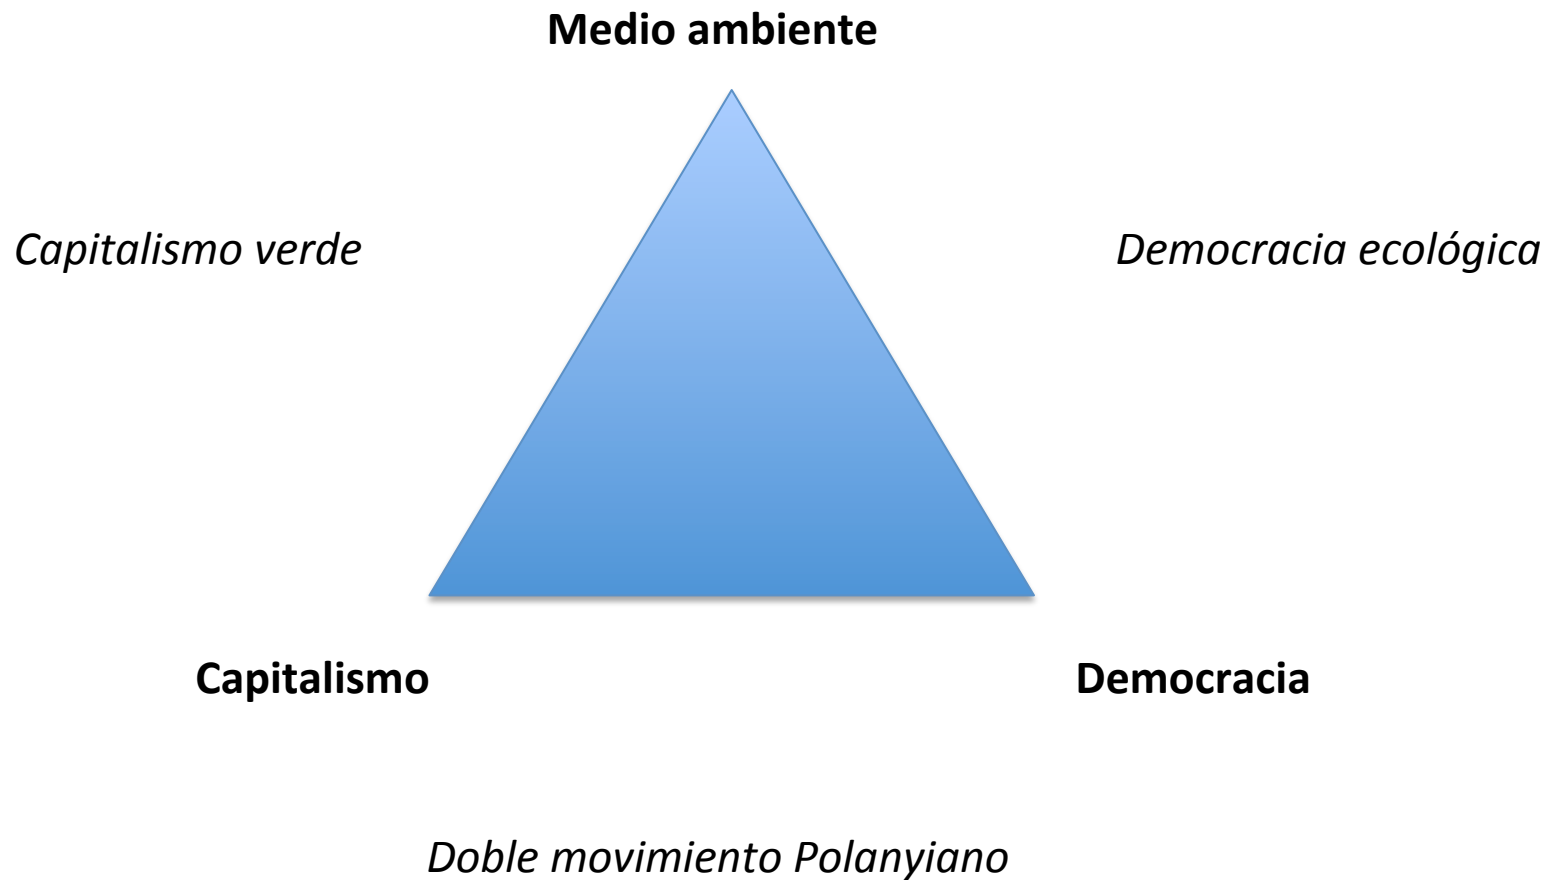 Medio ambiente
Capitalismo verde
Democracia ecológica
Capitalismo
Democracia
Doble movimiento Polanyiano